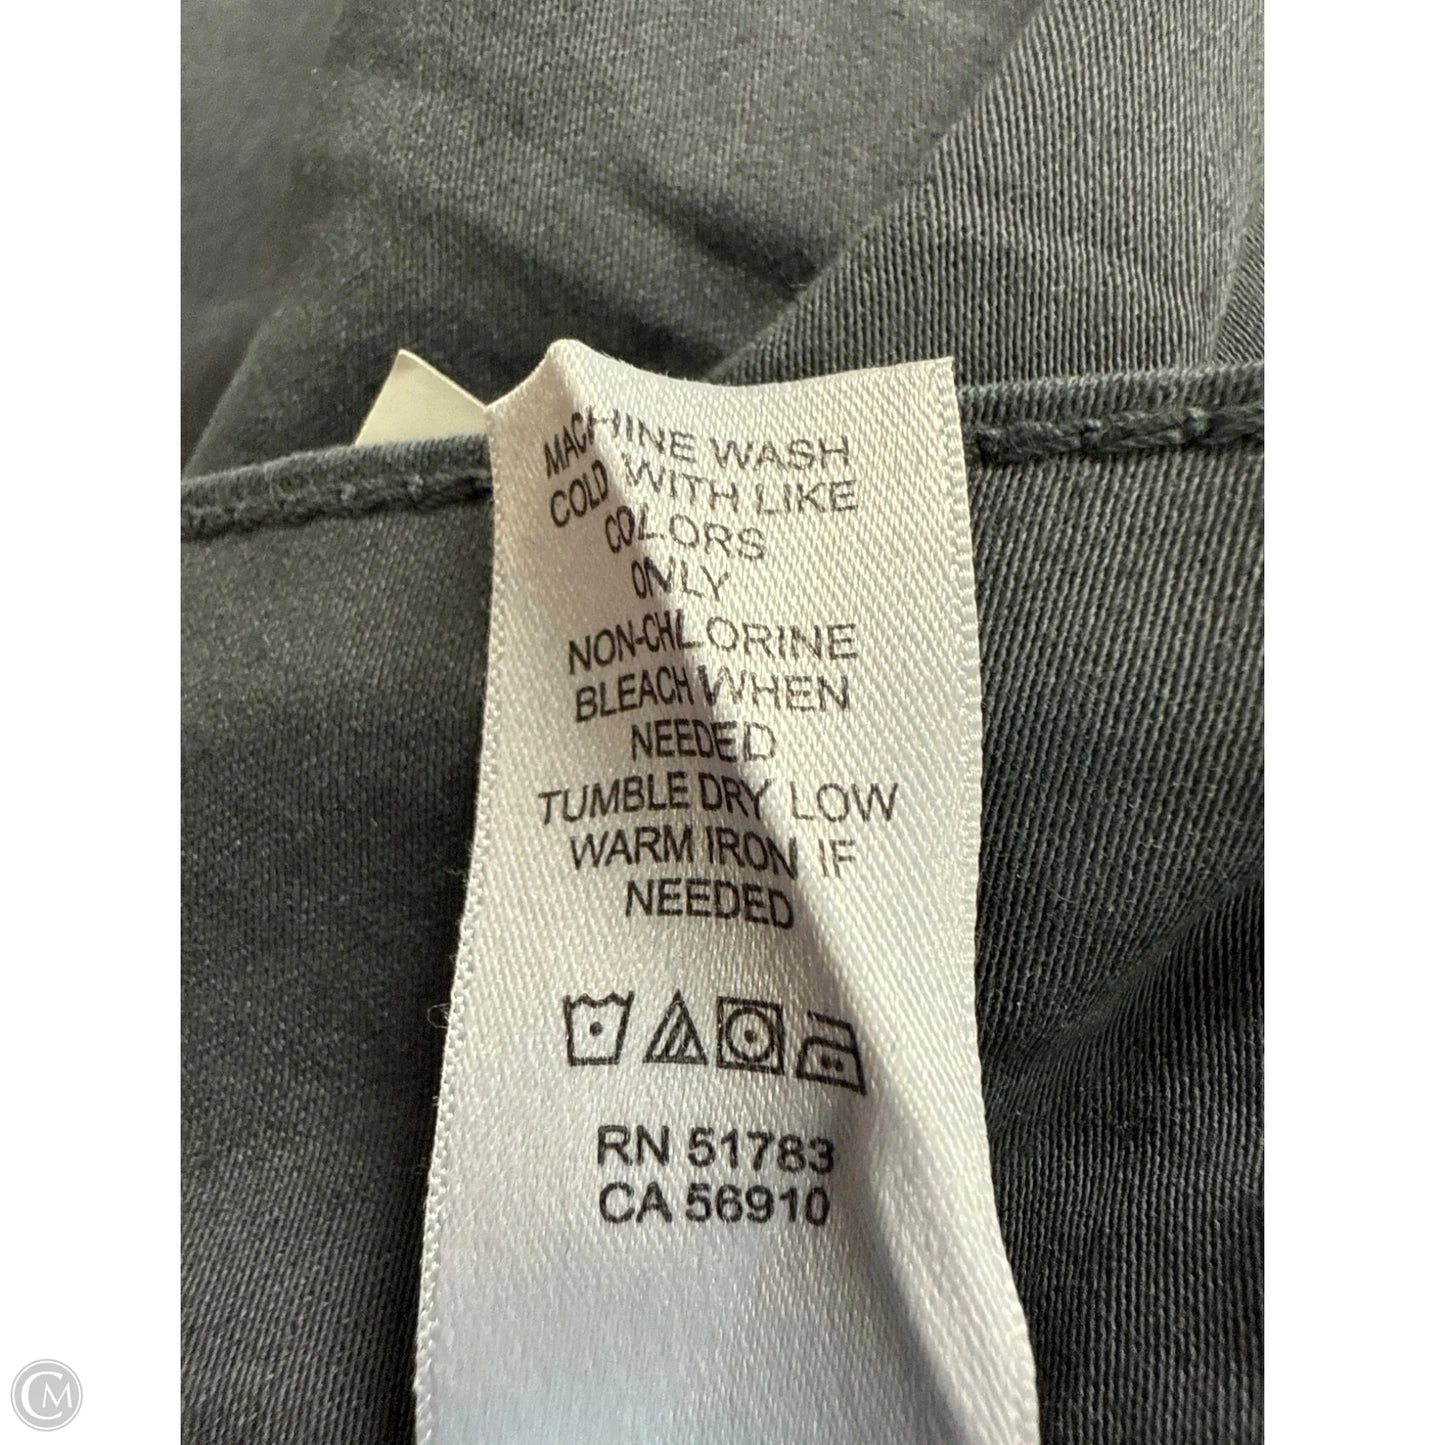 MACHINE WASH
COLD WITH LIKE
COLORS
ONLY
NON-CHLORINE
BLEACH WHEN
NEEDED
TUMBLE DRY LOW
WARM IRON IF
NEEDED
RN 51783
CA 56910
CM